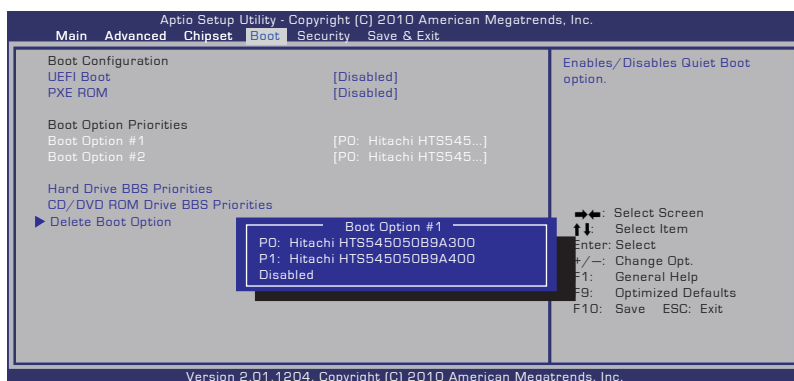 Aptio Setup Utility - Copyright (C) 2010 American Megatrends, Inc.
Main Advanced Chipset Boot Security Save & Exit
Boot Configuration
UEFI Boot [Disabled]
PXE ROM [Disabled]
Boot Option Priorities
Boot Option #1 [P0: Hitachi HTS545...]
Boot Option #2 [P0: Hitachi HTS545...]
Hard Drive BBS Priorities
CD/DVD ROM Drive BBS Priorities
Delete Boot Option
Boot Option #1
P0: Hitachi HTS545050B9A300
P1: Hitachi HTS545050B9A400
Disabled
Enables/Disables Quiet Boot
option.
→←: Select Screen
↑↓: Select Item
Enter: Select
+/—: Change Opt.
F1: General Help
F9: Optimized Defaults
F10: Save ESC: Exit
Version 2.01.1204. Copyright (C) 2010 American Megatrends, Inc.